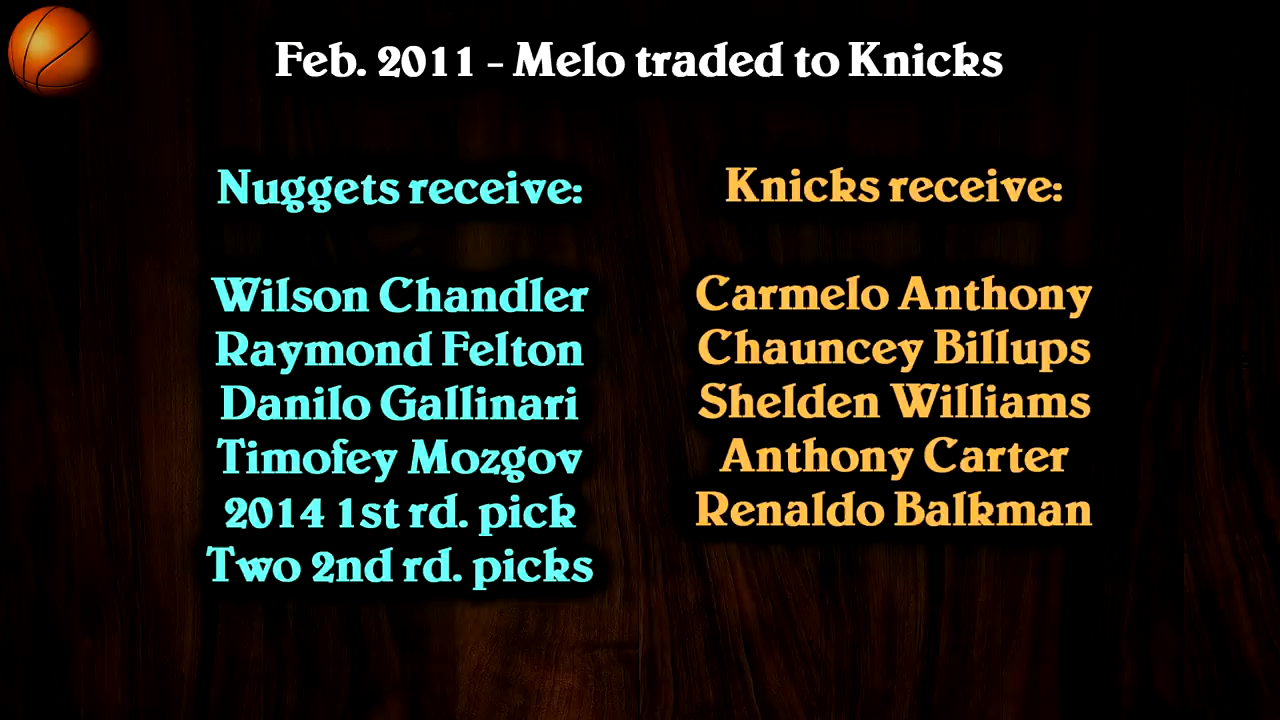 Feb. 2011 - Melo traded to Knicks
Nuggets receive:
Wilson Chandler
Raymond Felton
Danilo Gallinari
Timofey Mozgov
2014 1st rd. pick
Two 2nd rd. picks
Knicks receive:
Carmelo Anthony
Chauncey Billups
Shelden Williams
Anthony Carter
Renaldo Balkman